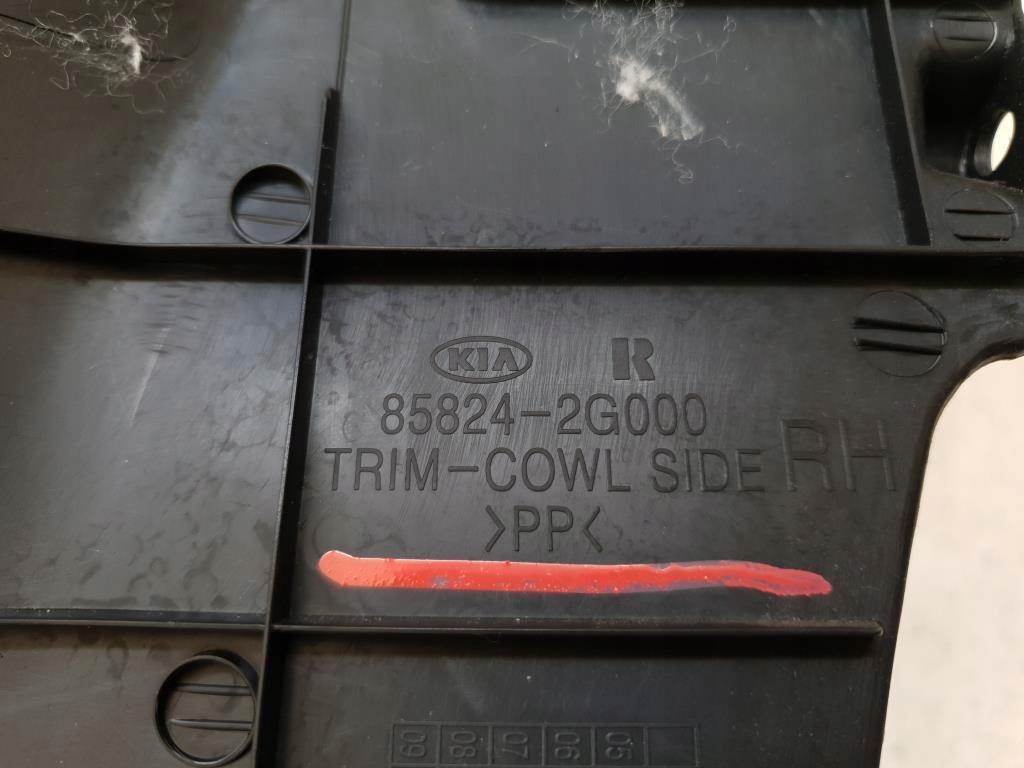 KIA R
85824-2G000
TRIM-COWL SIDE RH
>PP<
09 08 07 06 05